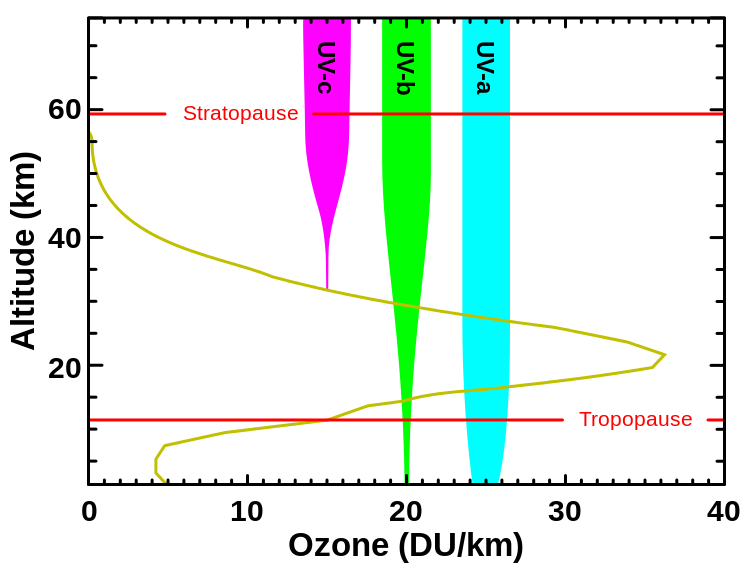 UV-c UV-b UV-a
60
Stratopause
Altitude (km)
40
20
Tropopause
0 10 20 30 40
Ozone (DU/km)